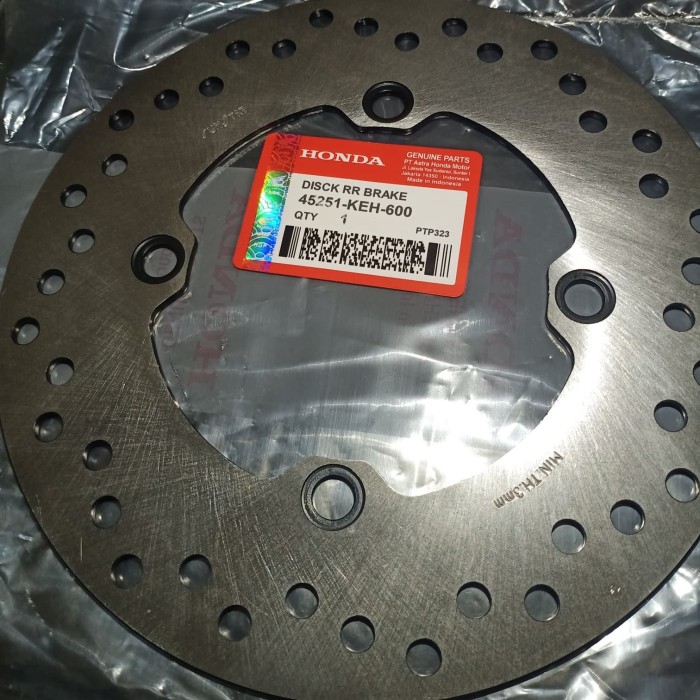 HONDA
GENUINE PARTS
PT Astra Honda Motor
Jl. Laksda Yos Sudarso, Sunter I
Jakarta 14350 - Indonesia
Made in Indonesia
DISCK RR BRAKE
45251-KEH-600
QTY 1
PTP323
MIN.TH.3mm